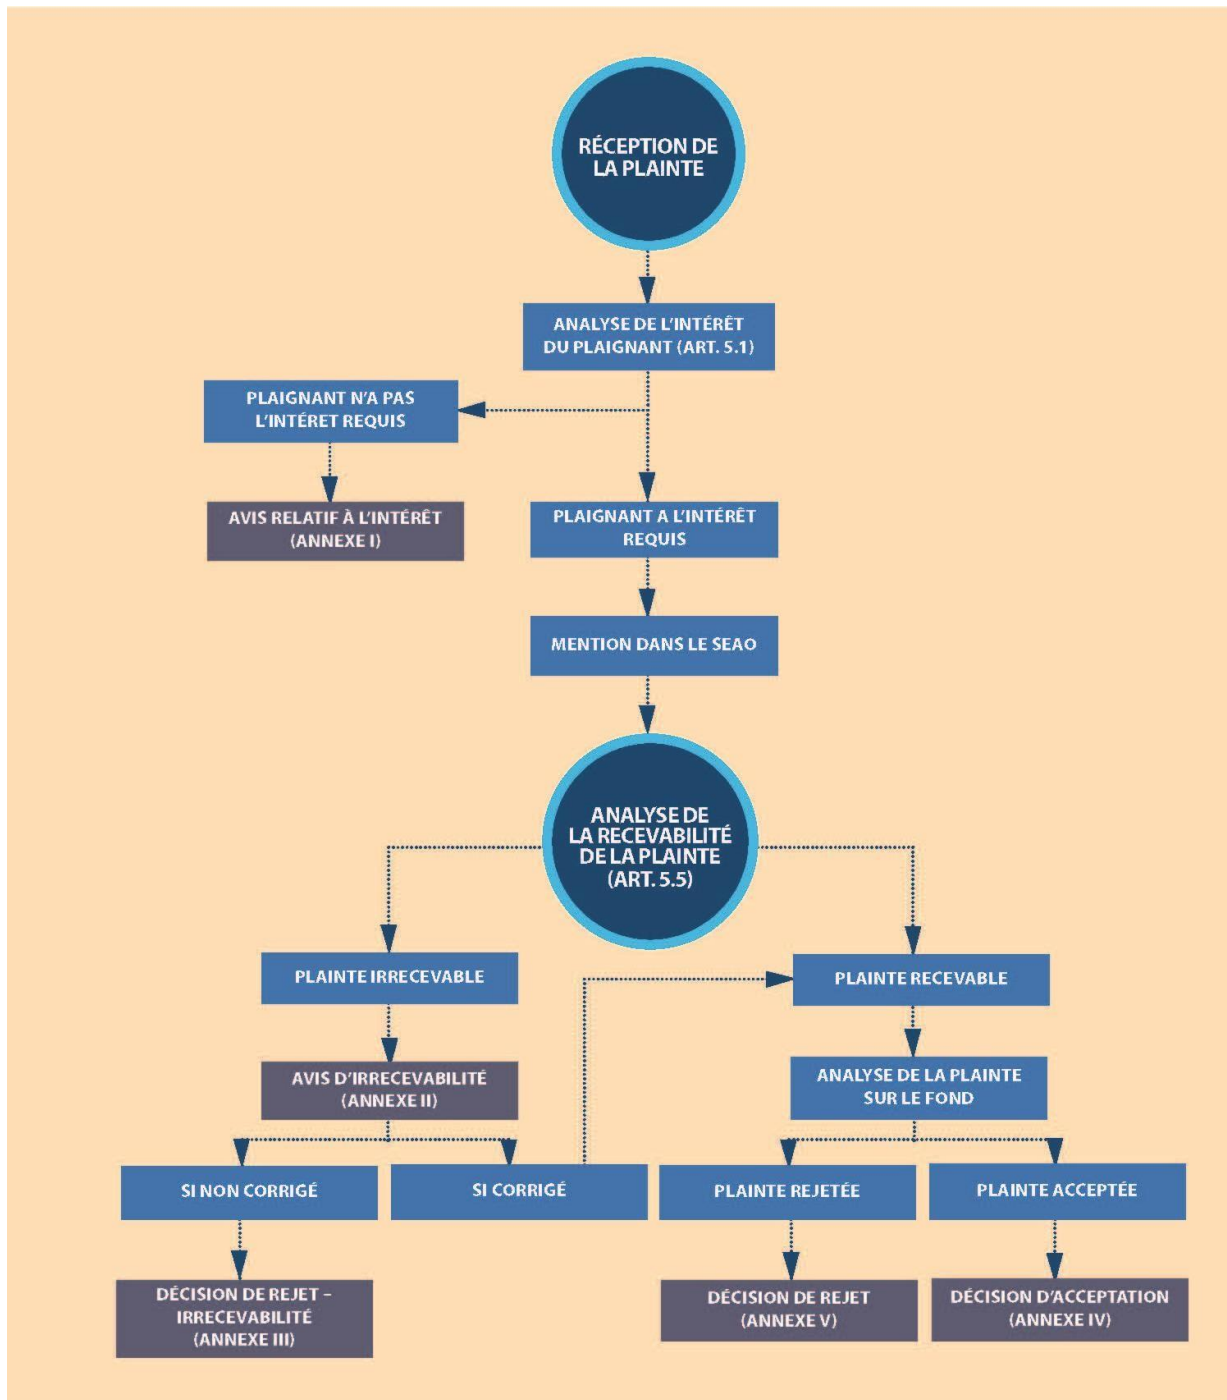 RÉCEPTION DE
LA PLAINTE
ANALYSE DE L'INTÉRÊT
DU PLAIGNANT (ART. 5.1)
PLAIGNANT N'A PAS
L'INTÉRET REQUIS
AVIS RELATIF À L'INTÉRÊT
(ANNEXE I)
PLAIGNANT A L'INTÉRÊT
REQUIS
MENTION DANS LE SEAO
ANALYSE DE
LA RECEVABILITÉ
DE LA PLAINTE
(ART. 5.5)
PLAINTE IRRECEVABLE
PLAINTE RECEVABLE
AVIS D'IRRECEVABILITÉ
(ANNEXE II)
ANALYSE DE LA PLAINTE
SUR LE FOND
SI NON CORRIGÉ
SI CORRIGÉ
PLAINTE REJETÉE
PLAINTE ACCEPTÉE
DÉCISION DE REJET –
IRRECEVABILITÉ
(ANNEXE III)
DÉCISION DE REJET
(ANNEXE V)
DÉCISION D'ACCEPTATION
(ANNEXE IV)